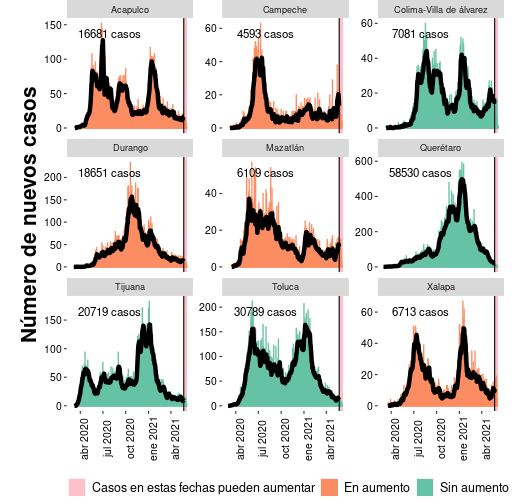 Número de nuevos casos
Acapulco
Campeche
Colima-Villa de álvarez
150
100
50
0
16681 casos
60
40
20
0
4593 casos
60
40
20
0
7081 casos
Durango
Mazatlán
Querétaro
200
150
100
50
0
18651 casos
40
20
0
6109 casos
600
400
200
0
58530 casos
Tijuana
Toluca
Xalapa
150
100
50
0
20719 casos
200
150
100
50
0
30789 casos
60
40
20
0
6713 casos
abr 2020
jul 2020
oct 2020
ene 2021
abr 2021
abr 2020
jul 2020
oct 2020
ene 2021
abr 2021
abr 2020
jul 2020
oct 2020
ene 2021
abr 2021
Casos en estas fechas pueden aumentar
En aumento
Sin aumento